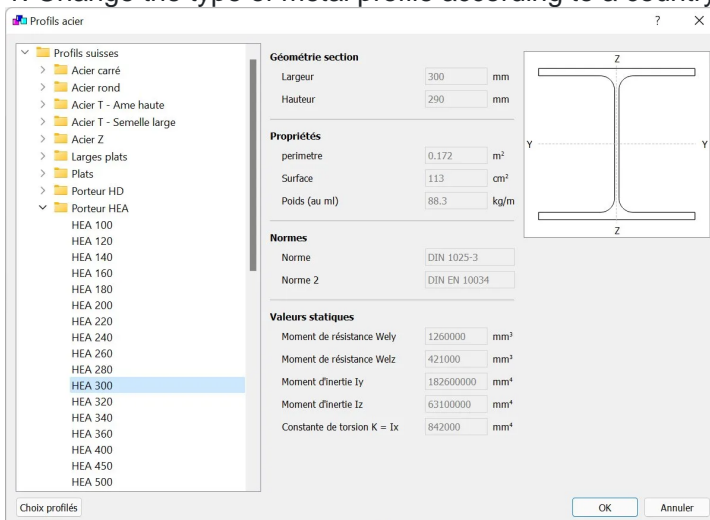 1. Change the type of metal profile according to a country
Profils acier
? X
Profils suisses
Acier carré
Acier rond
Acier T - Ame haute
Acier T - Semelle large
Acier Z
Larges plats
Plats
Porteur HD
Porteur HEA
HEA 100
HEA 120
HEA 140
HEA 160
HEA 180
HEA 200
HEA 220
HEA 240
HEA 260
HEA 280
HEA 300
HEA 320
HEA 340
HEA 360
HEA 400
HEA 450
HEA 500
Géométrie section
Largeur 300 mm
Hauteur 290 mm
Propriétés
perimetre 0.172 m²
Surface 113 cm²
Poids (au ml) 88.3 kg/m
Normes
Norme DIN 1025-3
Norme 2 DIN EN 10034
Valeurs statiques
Moment de résistance Wely 1260000 mm³
Moment de résistance Welz 421000 mm³
Moment d'inertie Iy 182600000 mm⁴
Moment d'inertie Iz 63100000 mm⁴
Constante de torsion K = Ix 842000 mm⁴
Z
Y Y
Z
Choix profilés
OK Annuler